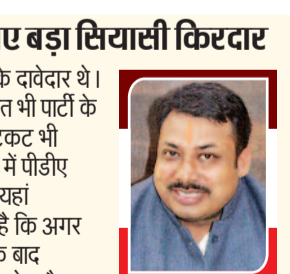 ए बड़ा सियासी किरदार
के दावेदार थे।
त भी पार्टी के
टिकट भी
में पीडीए
यहां
है कि अगर
के बाद